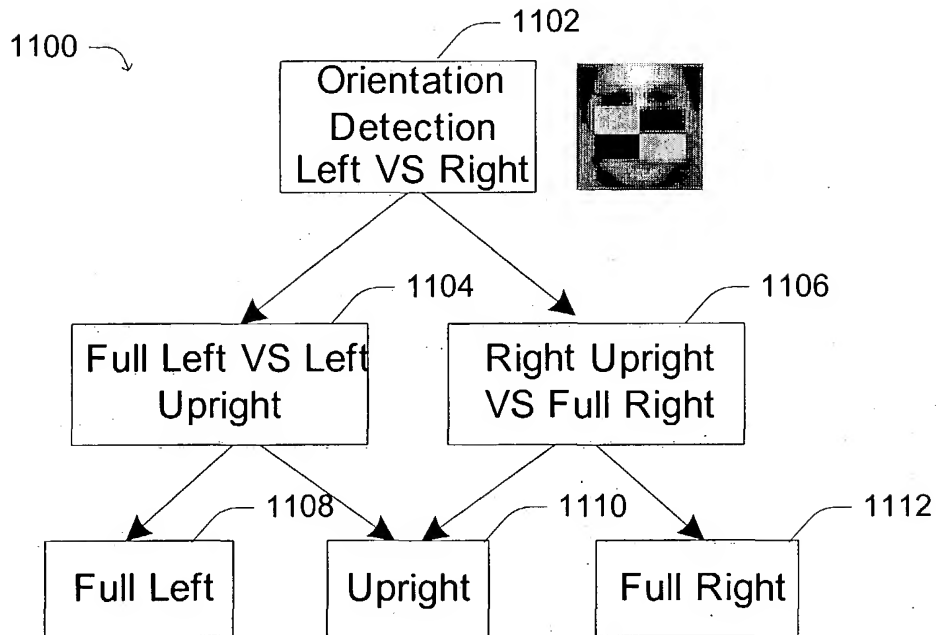 1102
1100
Orientation
Detection
Left VS Right
1104
1106
Full Left VS Left
Upright
Right Upright
VS Full Right
1108
1110
1112
Full Left
Upright
Full Right